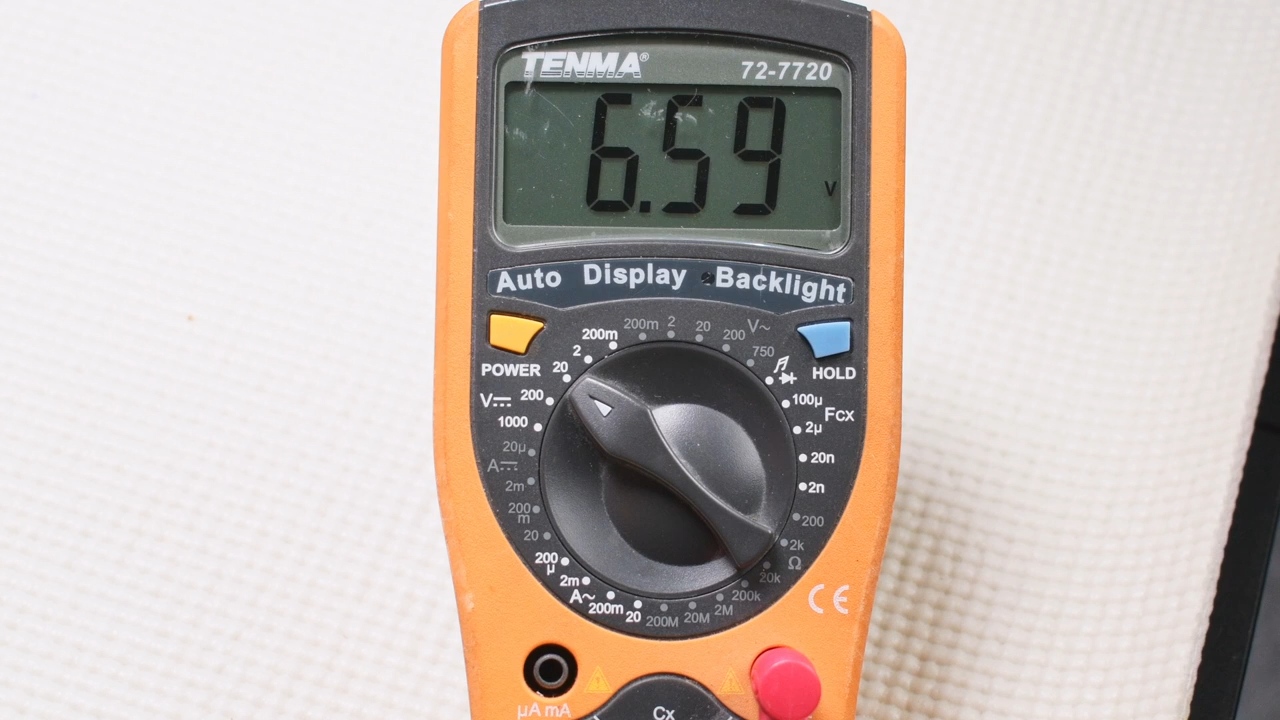 TENMA®
72-7720
6.59
V
Auto Display Backlight
POWER
HOLD
200m 2 20 200 V~ 750
200m
2
20
V⎓ 200
1000
20µ
A⎓
2m
200
m
20
200
µ
2m
A~
200m
20
200M
20M
2M
200k
20k
Ω
2k
200
2n
20n
2µ
Fcx
100µ
CE
µA mA
Cx